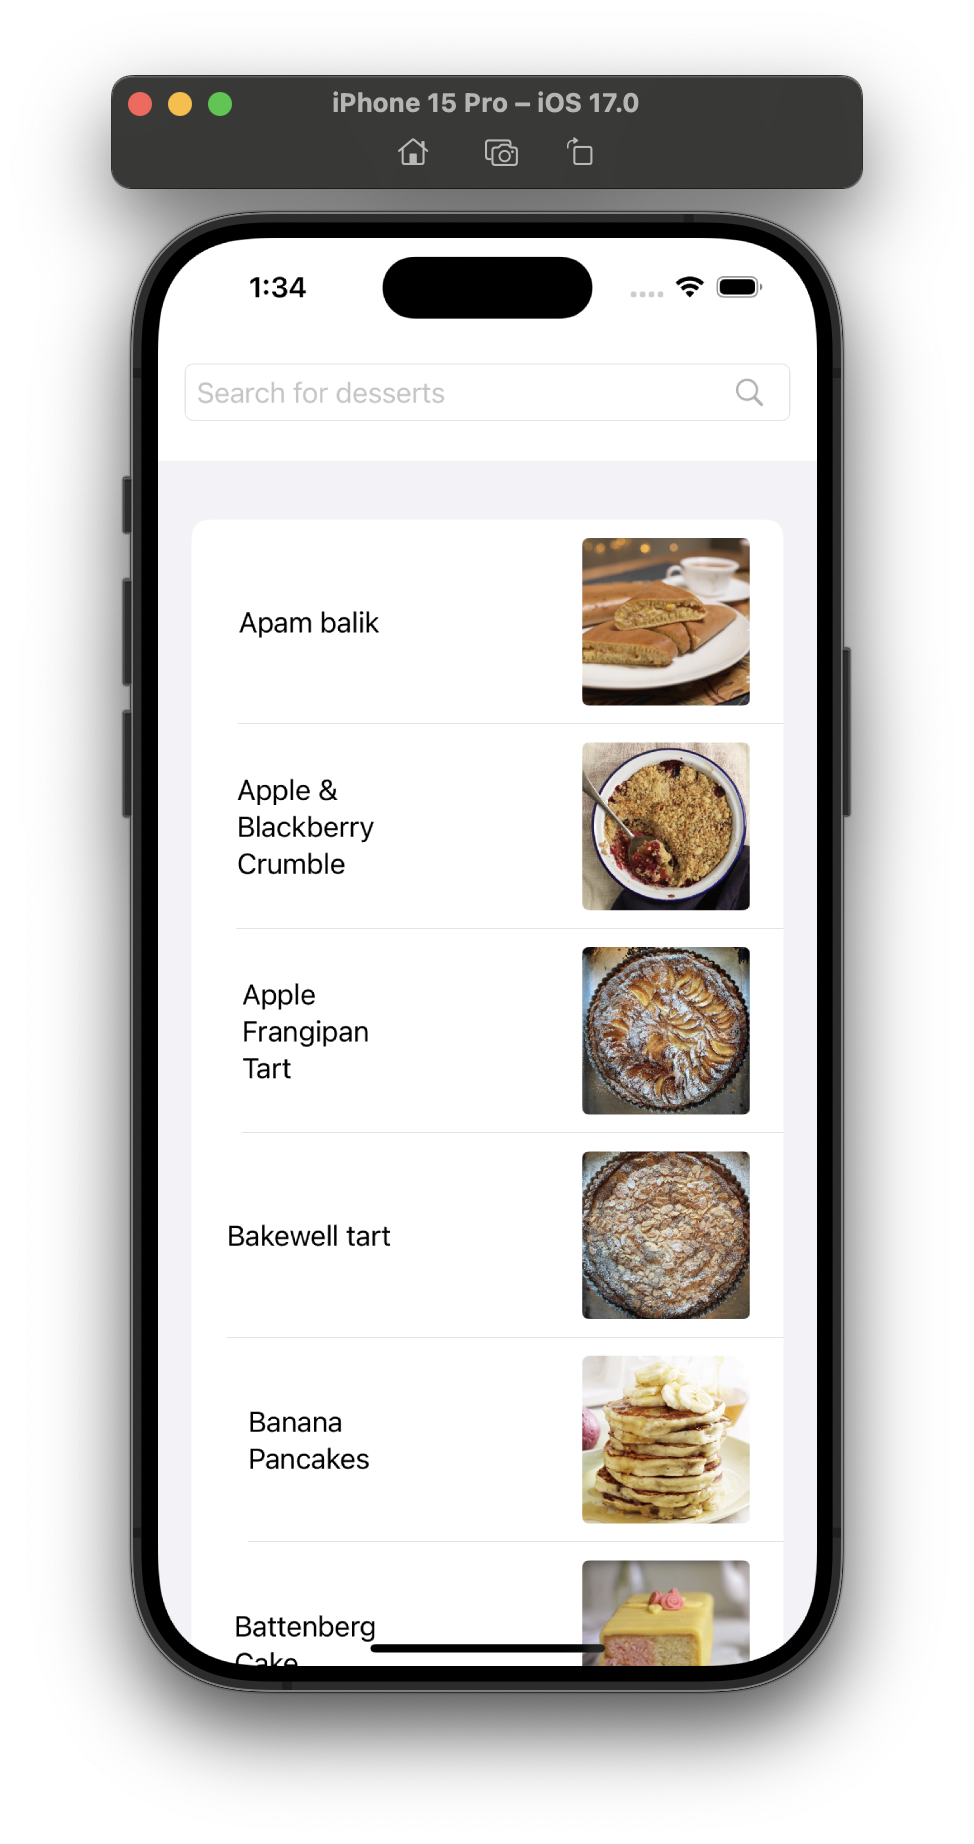 iPhone 15 Pro – iOS 17.0
1:34
Search for desserts
Apam balik
Apple &
Blackberry
Crumble
Apple
Frangipan
Tart
Bakewell tart
Banana
Pancakes
Battenberg
Cake